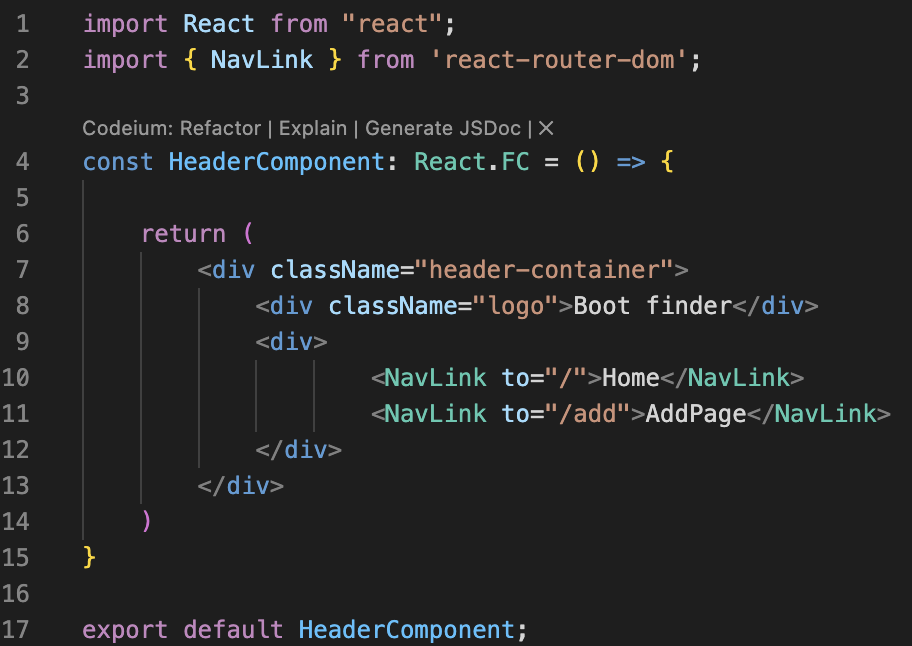 1 import React from "react";
2 import { NavLink } from 'react-router-dom';
3
Codeium: Refactor | Explain | Generate JSDoc | ×
4 const HeaderComponent: React.FC = () => {
5
6     return (
7         <div className="header-container">
8             <div className="logo">Boot finder</div>
9             <div>
10                     <NavLink to="/">Home</NavLink>
11                     <NavLink to="/add">AddPage</NavLink>
12             </div>
13         </div>
14     )
15 }
16
17 export default HeaderComponent;